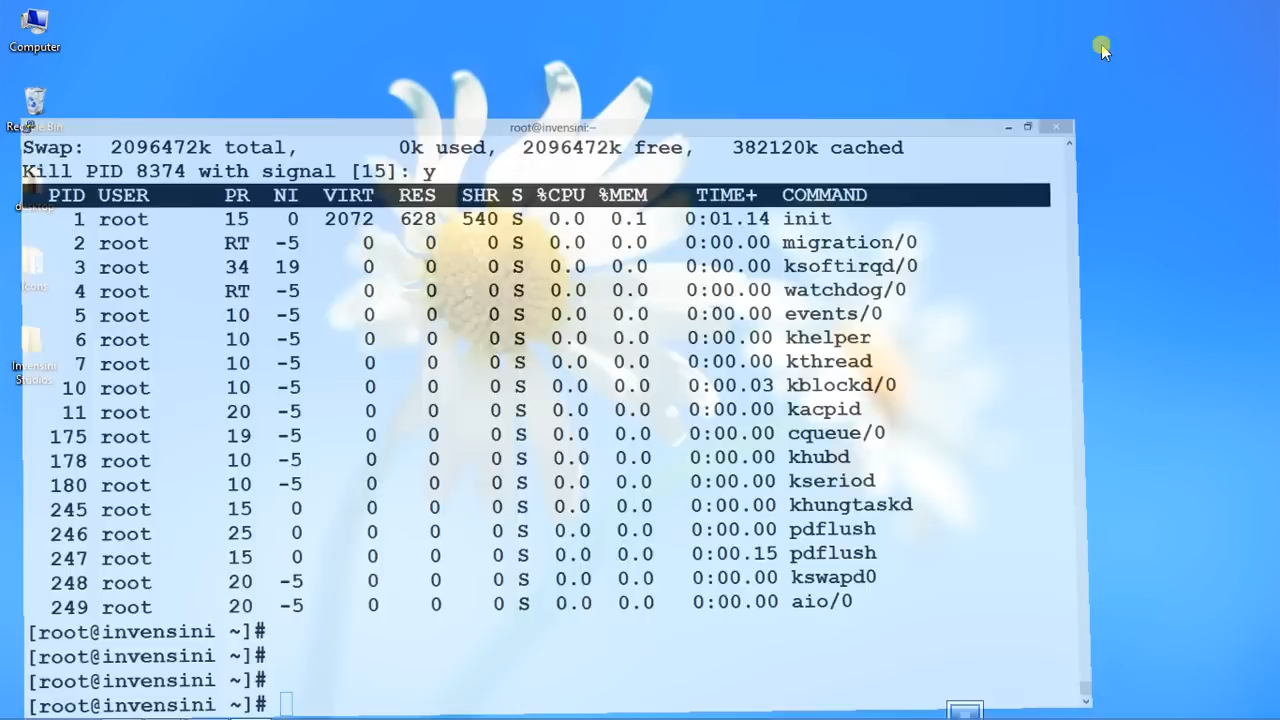 Computer
Recycle Bin
root@invensini:~
Swap: 2096472k total, 0k used, 2096472k free, 382120k cached
Kill PID 8374 with signal [15]: y
PID USER PR NI VIRT RES SHR S %CPU %MEM TIME+ COMMAND
1 root 15 0 2072 628 540 S 0.0 0.1 0:01.14 init
2 root RT -5 0 0 0 S 0.0 0.0 0:00.00 migration/0
3 root 34 19 0 0 0 S 0.0 0.0 0:00.00 ksoftirqd/0
4 root RT -5 0 0 0 S 0.0 0.0 0:00.00 watchdog/0
5 root 10 -5 0 0 0 S 0.0 0.0 0:00.00 events/0
6 root 10 -5 0 0 0 S 0.0 0.0 0:00.00 khelper
7 root 10 -5 0 0 0 S 0.0 0.0 0:00.00 kthread
10 root 10 -5 0 0 0 S 0.0 0.0 0:00.03 kblockd/0
11 root 20 -5 0 0 0 S 0.0 0.0 0:00.00 kacpid
175 root 19 -5 0 0 0 S 0.0 0.0 0:00.00 cqueue/0
178 root 10 -5 0 0 0 S 0.0 0.0 0:00.00 khubd
180 root 10 -5 0 0 0 S 0.0 0.0 0:00.00 kseriod
245 root 15 0 0 0 0 S 0.0 0.0 0:00.00 khungtaskd
246 root 25 0 0 0 0 S 0.0 0.0 0:00.00 pdflush
247 root 15 0 0 0 0 S 0.0 0.0 0:00.15 pdflush
248 root 20 -5 0 0 0 S 0.0 0.0 0:00.00 kswapd0
249 root 20 -5 0 0 0 S 0.0 0.0 0:00.00 aio/0
[root@invensini ~]#
[root@invensini ~]#
[root@invensini ~]#
[root@invensini ~]#
Icons
Invensini
Studios